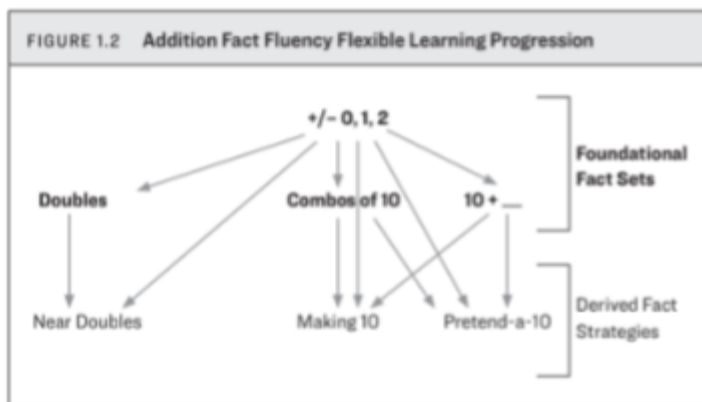 FIGURE 1.2 Addition Fact Fluency Flexible Learning Progression
+/– 0, 1, 2
Foundational
Fact Sets
Doubles
Combos of 10
10 + __
Near Doubles
Making 10
Pretend-a-10
Derived Fact
Strategies